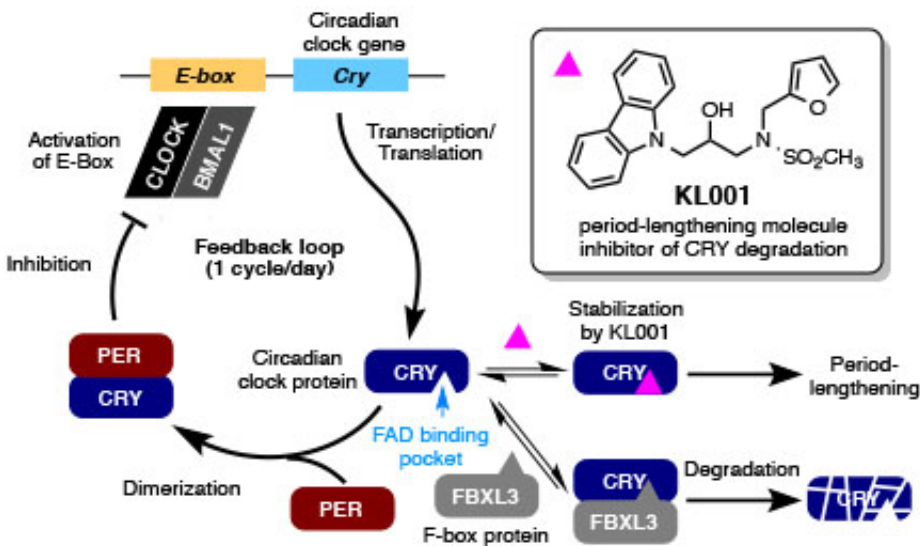 Circadian
clock gene
E-box
Cry
Activation
of E-Box
CLOCK
BMAL1
Transcription/
Translation
OH
O
N
N
SO₂CH₃
KL001
period-lengthening molecule
inhibitor of CRY degradation
Feedback loop
(1 cycle/day)
Inhibition
Stabilization
by KL001
PER
CRY
Circadian
clock protein
CRY
CRY
Period-
lengthening
FAD binding
pocket
Dimerization
PER
FBXL3
F-box protein
CRY
FBXL3
Degradation
CRY